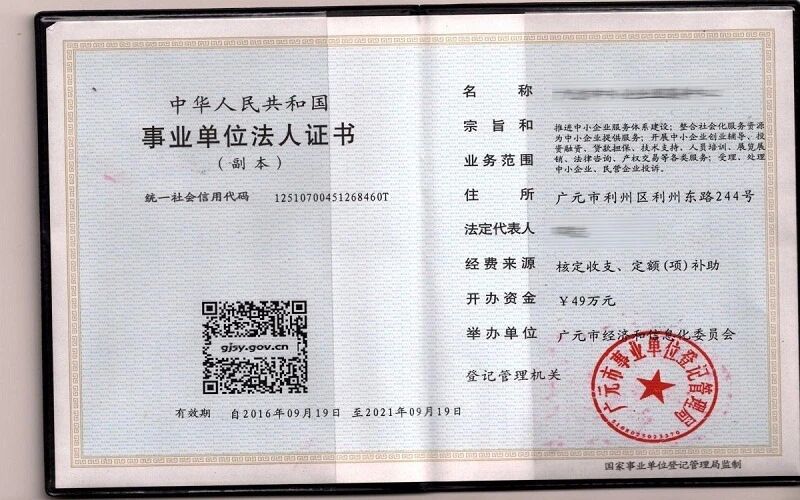 中华人民共和国
事业单位法人证书
（副本）
统一社会信用代码 1251070045126846​0T
gjsy.gov.cn
有效期 自2016年09月19日 至2021年09月19日
名称
宗旨和
业务范围
推进中小企业服务体系建设；整合社会化服务资源
为中小企业提供服务；开展中小企业创业辅导、投
资融资、贷款担保、技术支持、人员培训、展览展
销、法律咨询、产权交易等各类服务；受理、处理
中小企业、民营企业投诉。
住所 广元市利州区利州东路244号
法定代表人
经费来源 核定收支、定额(项)补助
开办资金 ￥49万元
举办单位 广元市经济和信息化委员会
登记管理机关
广元市事业单位登记管理局
国家事业单位登记管理局监制